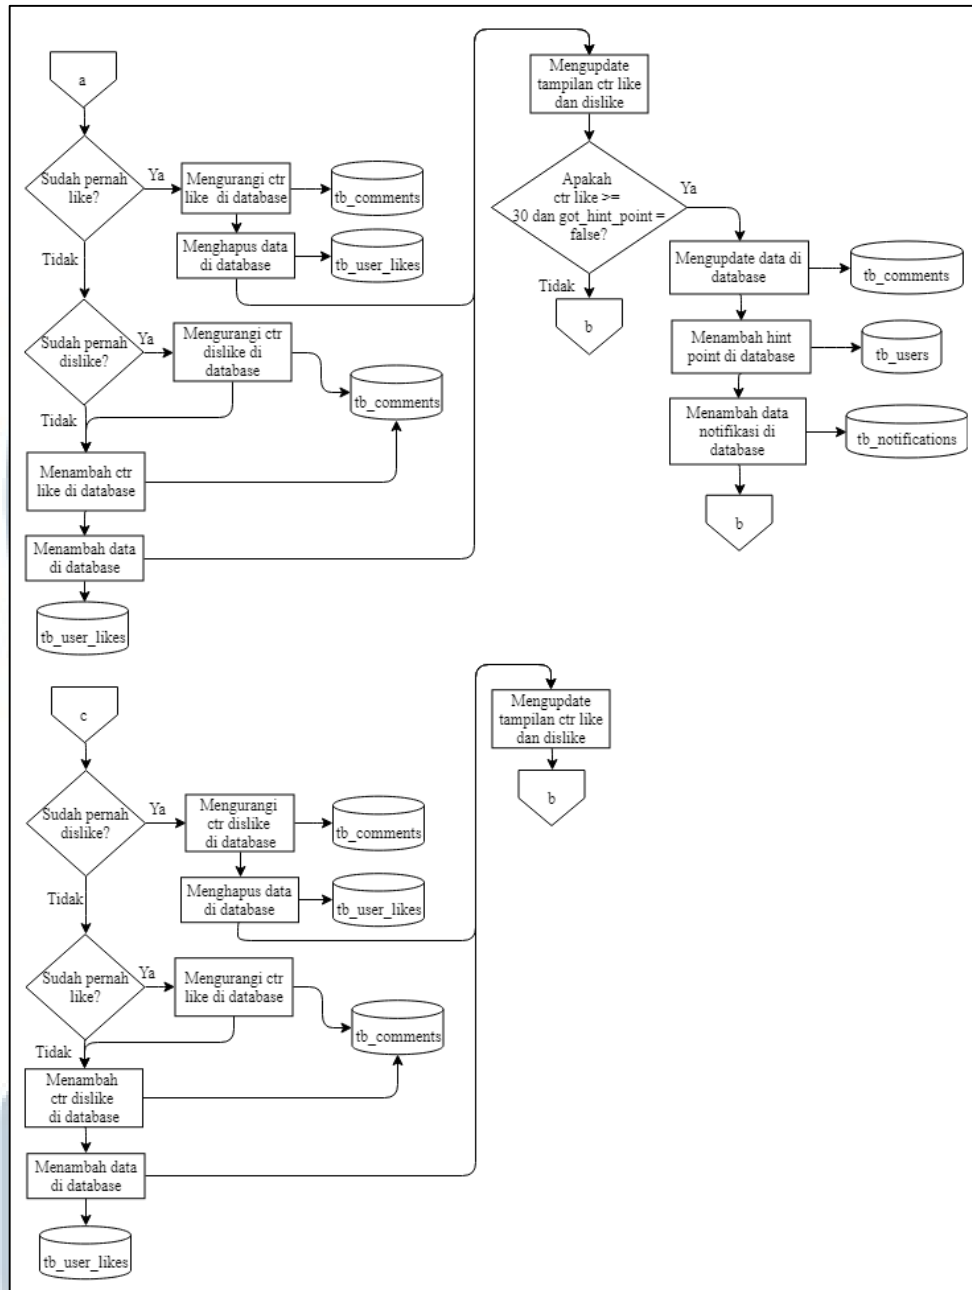 a
Sudah pernah
like?
Ya
Mengurangi ctr
like di database
tb_comments
Menghapus data
di database
tb_user_likes
Tidak
Sudah pernah
dislike?
Ya
Mengurangi ctr
dislike di
database
tb_comments
Tidak
Menambah ctr
like di database
Menambah data
di database
tb_user_likes
Mengupdate
tampilan ctr like
dan dislike
Apakah
ctr like >=
30 dan got_hint_point =
false?
Ya
Tidak
b
Mengupdate data di
database
tb_comments
Menambah hint
point di database
tb_users
Menambah data
notifikasi di
database
tb_notifications
b
c
Sudah pernah
dislike?
Ya
Mengurangi
ctr dislike
di database
tb_comments
Menghapus data
di database
tb_user_likes
Tidak
Sudah pernah
like?
Ya
Mengurangi ctr
like di database
tb_comments
Tidak
Menambah
ctr dislike
di database
Menambah data
di database
tb_user_likes
Mengupdate
tampilan ctr like
dan dislike
b